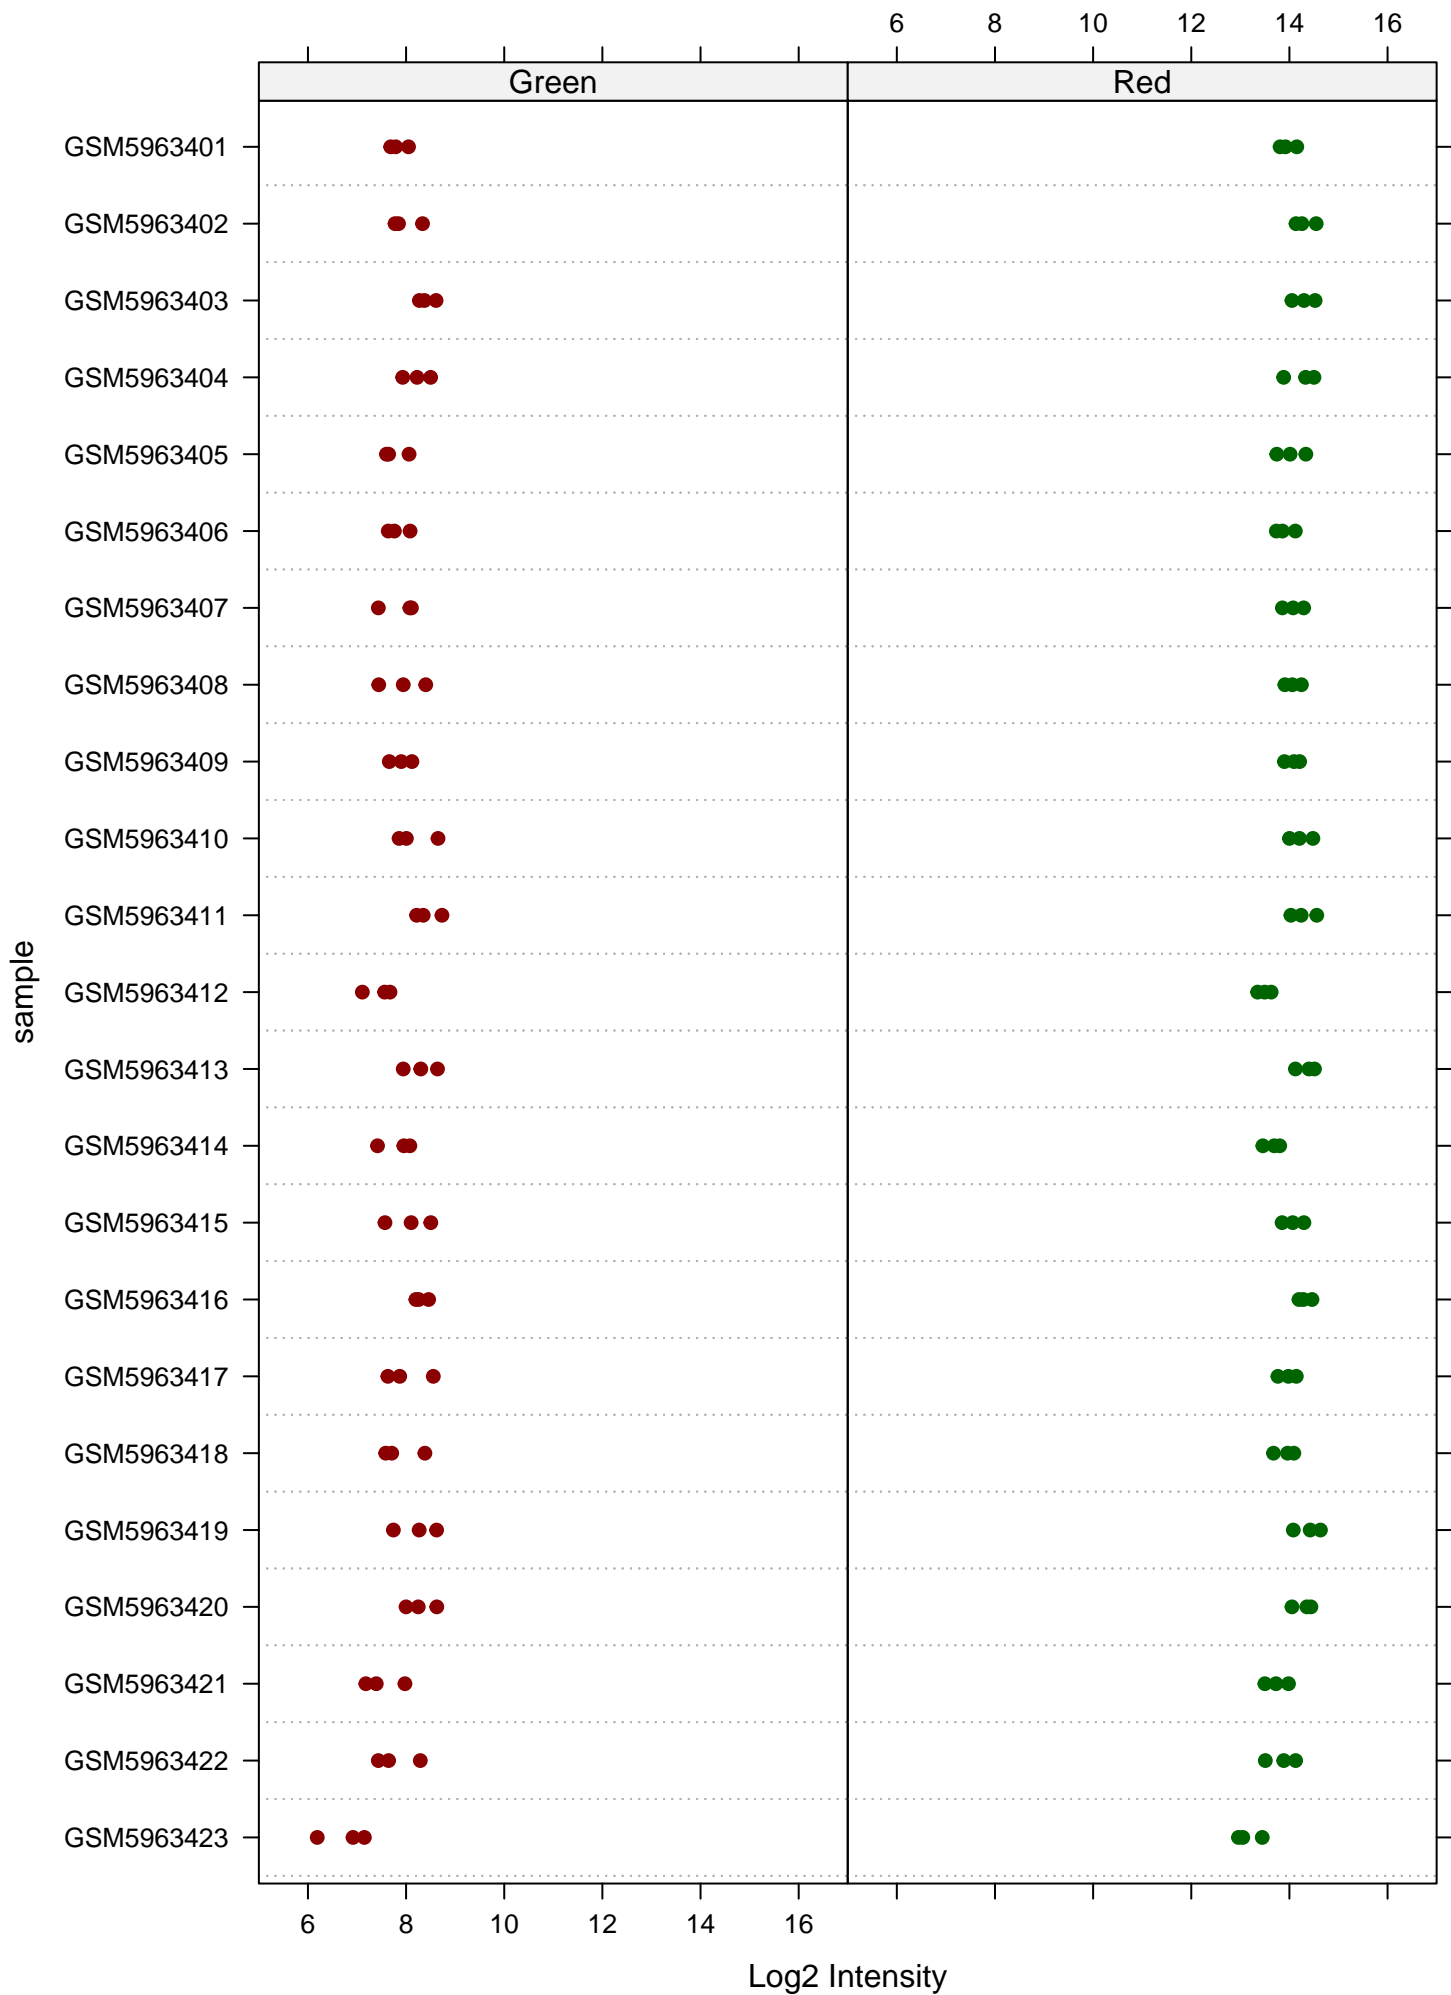 6 8 10 12 14 16
Green Red
GSM5963401
GSM5963402
GSM5963403
GSM5963404
GSM5963405
GSM5963406
GSM5963407
GSM5963408
GSM5963409
GSM5963410
GSM5963411
GSM5963412
GSM5963413
GSM5963414
GSM5963415
GSM5963416
GSM5963417
GSM5963418
GSM5963419
GSM5963420
GSM5963421
GSM5963422
GSM5963423
sample
6 8 10 12 14 16
Log2 Intensity